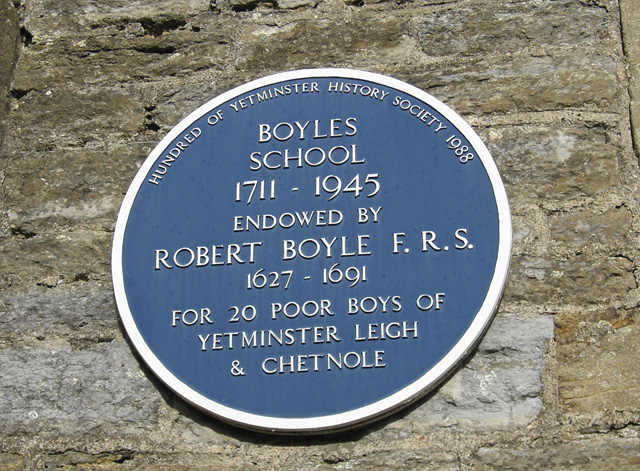 HUNDRED OF YETMINSTER HISTORY SOCIETY 1988
BOYLES
SCHOOL
1711 - 1945
ENDOWED BY
ROBERT BOYLE F.R.S.
1627 - 1691
FOR 20 POOR BOYS OF
YETMINSTER LEIGH
& CHETNOLE